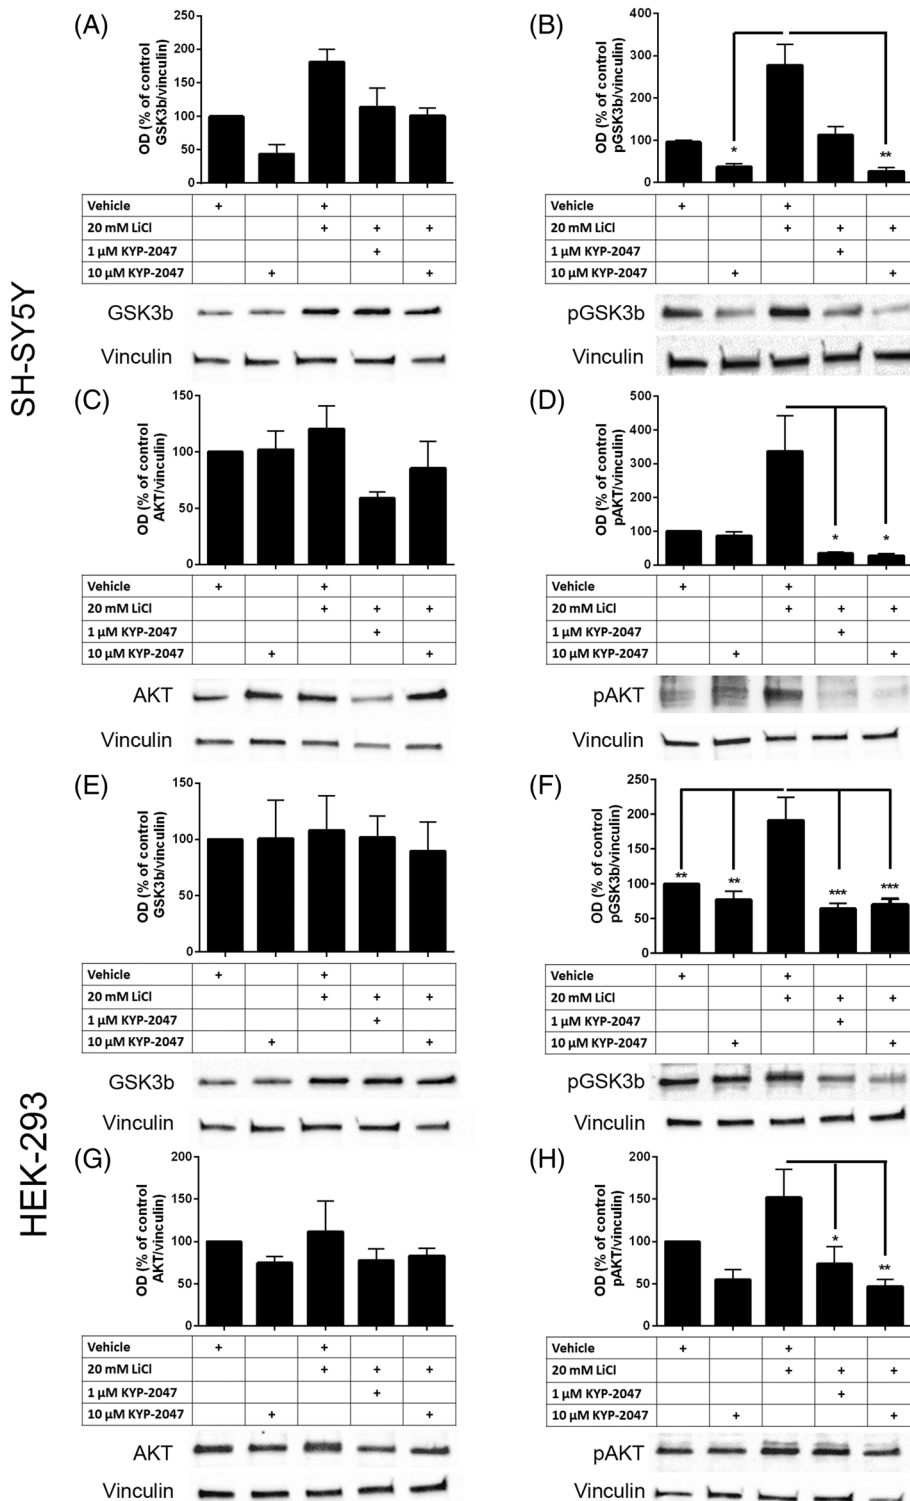 SH-SY5Y
(A)
OD (% of control
GSK3b/vinculin)
250
200
150
100
50
0
Vehicle + +
20 mM LiCl + + +
1 µM KYP-2047 +
10 µM KYP-2047 + +
GSK3b
Vinculin
(B)
OD (% of control
pGSK3b/vinculin)
400
300
200
100
0
* **
Vehicle + +
20 mM LiCl + + +
1 µM KYP-2047 +
10 µM KYP-2047 + +
pGSK3b
Vinculin
(C)
OD (% of control
AKT/vinculin)
150
100
50
0
Vehicle + +
20 mM LiCl + + +
1 µM KYP-2047 +
10 µM KYP-2047 + +
AKT
Vinculin
(D)
OD (% of control
pAKT/vinculin)
500
400
300
200
100
0
* *
Vehicle + +
20 mM LiCl + + +
1 µM KYP-2047 +
10 µM KYP-2047 + +
pAKT
Vinculin
HEK-293
(E)
OD (% of control
GSK3b/vinculin)
150
100
50
0
Vehicle + +
20 mM LiCl + + +
1 µM KYP-2047 +
10 µM KYP-2047 + +
GSK3b
Vinculin
(F)
OD (% of control
pGSK3b/vinculin)
250
200
150
100
50
0
** ** *** ***
Vehicle + +
20 mM LiCl + + +
1 µM KYP-2047 +
10 µM KYP-2047 + +
pGSK3b
Vinculin
(G)
OD (% of control
AKT/vinculin)
200
150
100
50
0
Vehicle + +
20 mM LiCl + + +
1 µM KYP-2047 +
10 µM KYP-2047 + +
AKT
Vinculin
(H)
OD (% of control
pAKT/vinculin)
200
150
100
50
0
* **
Vehicle + +
20 mM LiCl + + +
1 µM KYP-2047 +
10 µM KYP-2047 + +
pAKT
Vinculin